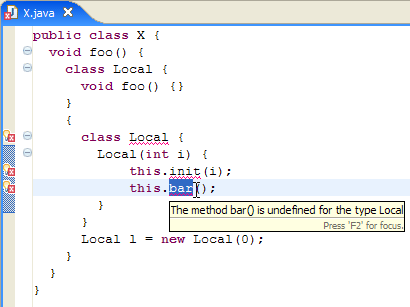 X.java
public class X {
void foo() {
class Local {
void foo() {}
}
{
class Local {
Local(int i) {
this.init(i);
this.bar();
}
The method bar() is undefined for the type Local
Press 'F2' for focus.
}
Local l = new Local(0);
}
}
}